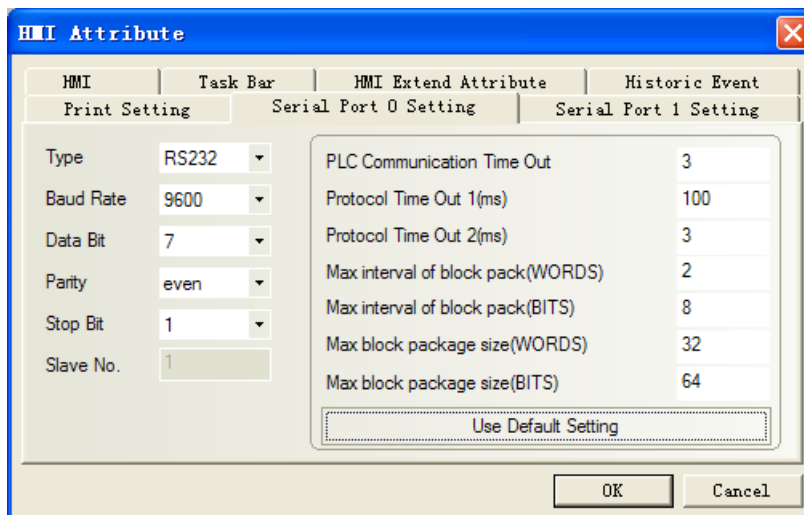 HMI Attribute
HMI
Task Bar
HMI Extend Attribute
Historic Event
Print Setting
Serial Port 0 Setting
Serial Port 1 Setting
Type
RS232
Baud Rate
9600
Data Bit
7
Parity
even
Stop Bit
1
Slave No.
1
PLC Communication Time Out
3
Protocol Time Out 1(ms)
100
Protocol Time Out 2(ms)
3
Max interval of block pack(WORDS)
2
Max interval of block pack(BITS)
8
Max block package size(WORDS)
32
Max block package size(BITS)
64
Use Default Setting
OK
Cancel